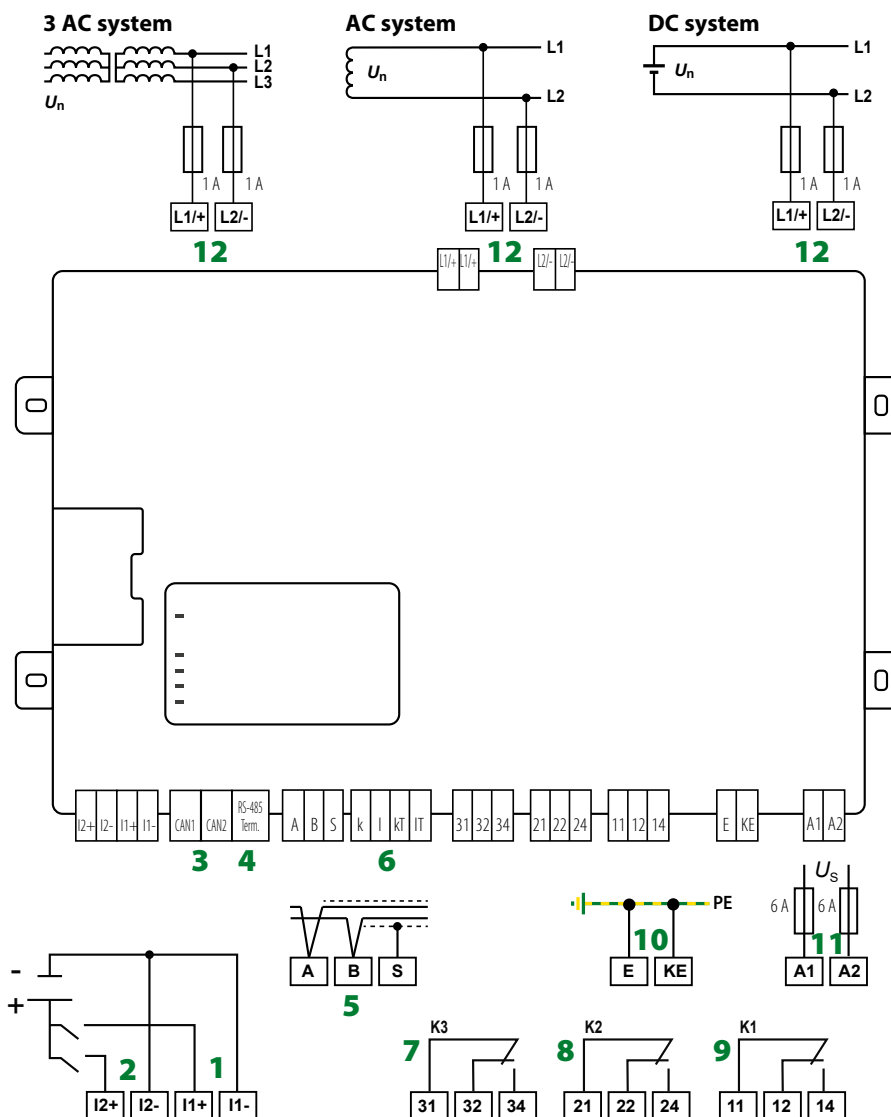 3 AC system
AC system
DC system
L1
L2
L3
Un
L1
Un
L2
L1
Un
L2
1 A
1 A
1 A
1 A
1 A
1 A
L1/+
L2/-
L1/+
L2/-
L1/+
L2/-
12
12
12
L1/+
L1/+
L2/-
L2/-
I2+
I2-
I1+
I1-
CAN1
CAN2
RS-485
Term.
A
B
S
k
l
kT
lT
31
32
34
21
22
24
11
12
14
E
KE
A1
A2
3
4
6
US
6 A
6 A
11
A1
A2
PE
10
E
KE
A
B
S
5
-
+
2
1
I2+
I2-
I1+
I1-
K3
7
31
32
34
K2
8
21
22
24
K1
9
11
12
14